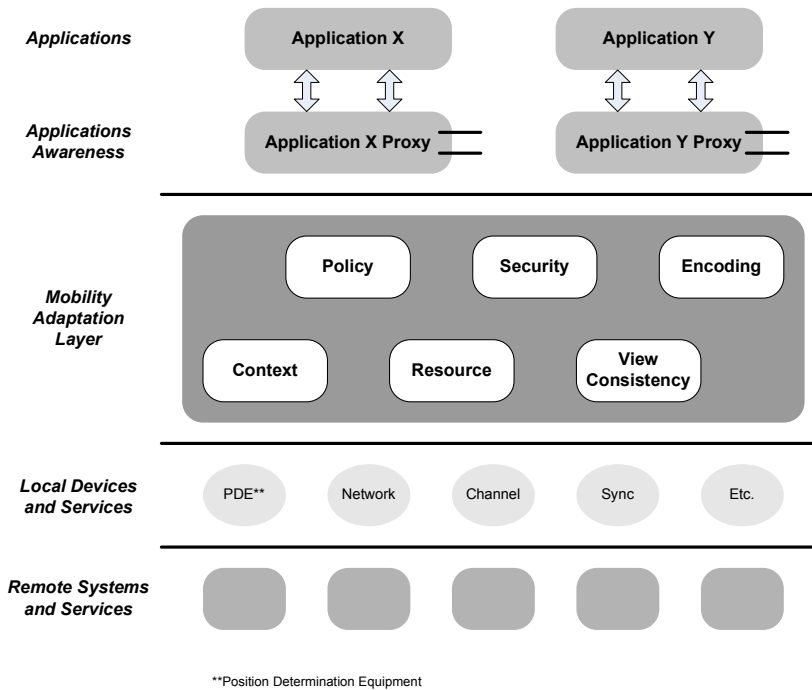 Applications
Application X
Application Y
Applications
Awareness
Application X Proxy
Application Y Proxy
Mobility
Adaptation
Layer
Policy
Security
Encoding
Context
Resource
View
Consistency
Local Devices
and Services
PDE**
Network
Channel
Sync
Etc.
Remote Systems
and Services
**Position Determination Equipment